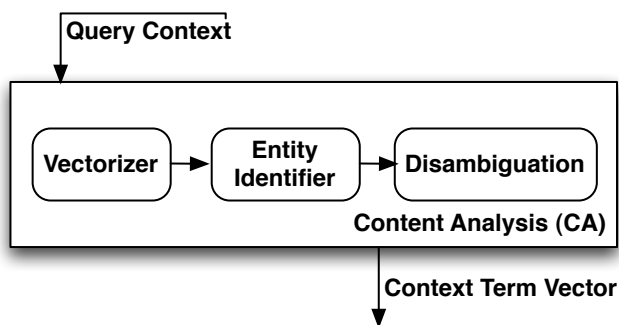 Query Context
Vectorizer
Entity
Identifier
Disambiguation
Content Analysis (CA)
Context Term Vector